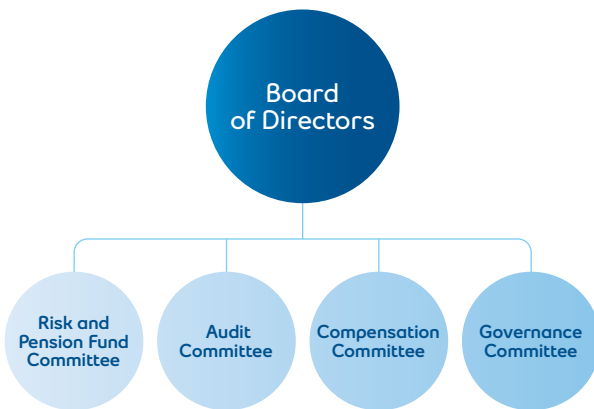 Board
of Directors
Risk and
Pension Fund
Committee
Audit
Committee
Compensation
Committee
Governance
Committee